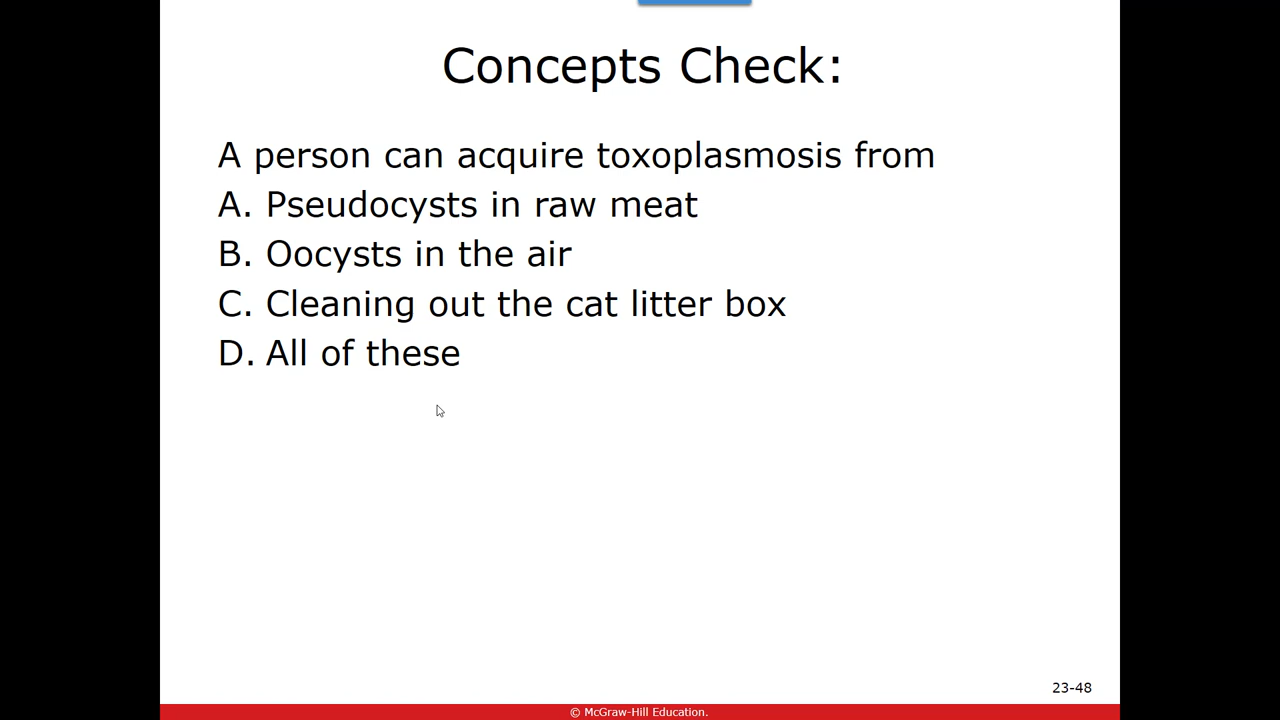 Concepts Check:
A person can acquire toxoplasmosis from
A. Pseudocysts in raw meat
B. Oocysts in the air
C. Cleaning out the cat litter box
D. All of these
23-48
© McGraw-Hill Education.